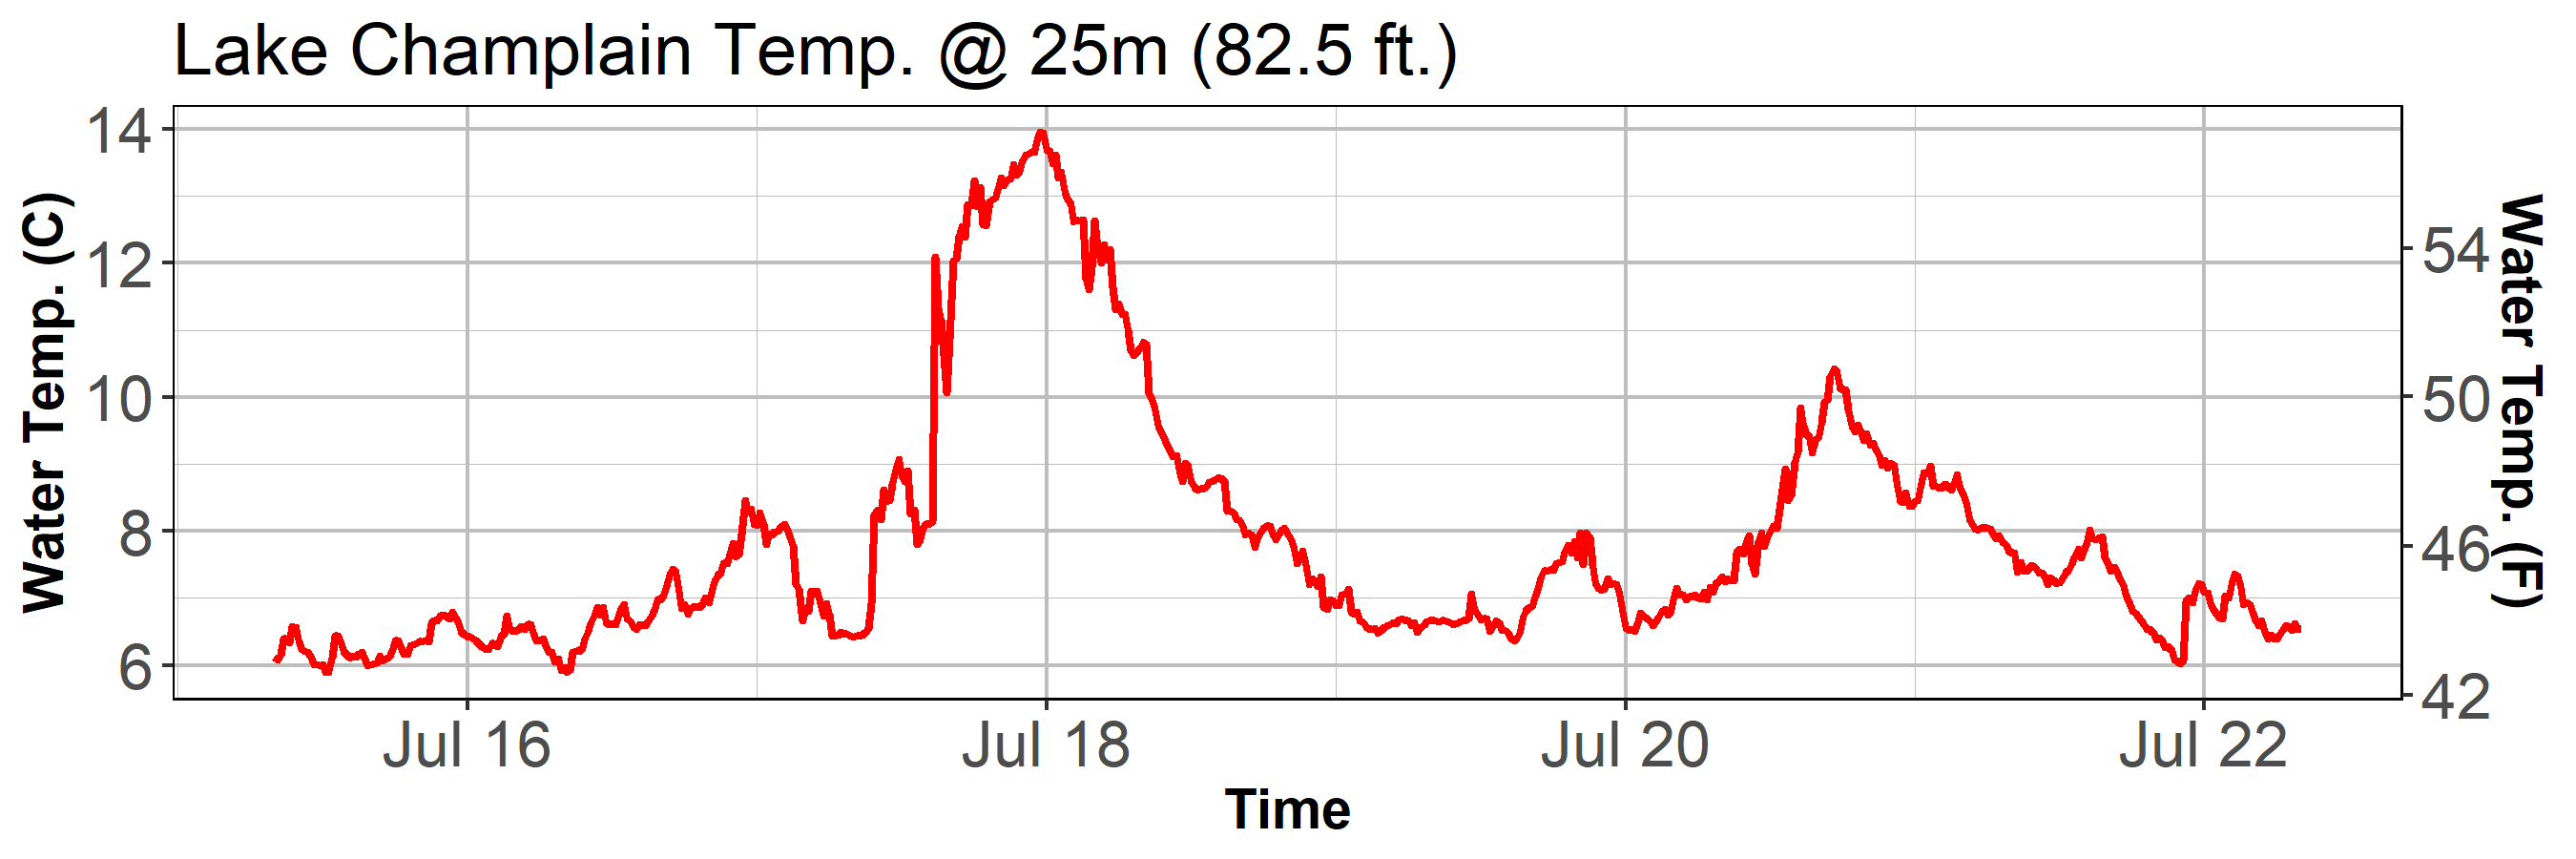 Lake Champlain Temp. @ 25m (82.5 ft.)
Water Temp. (C)
14
12
10
8
6
54
50
46
42
Water Temp. (F)
Jul 16 Jul 18 Jul 20 Jul 22
Time